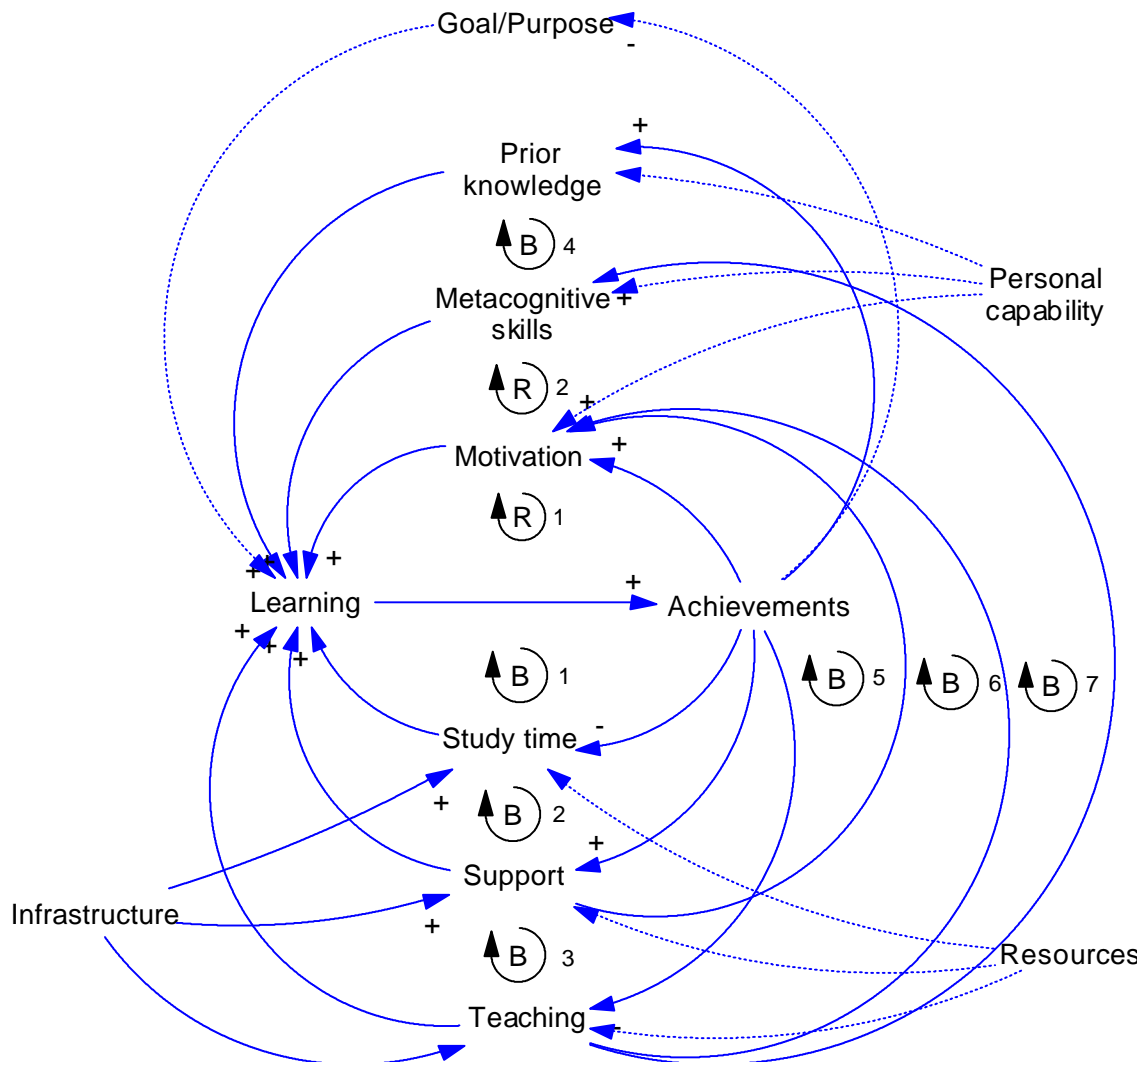 Goal/Purpose
-
+
Prior
knowledge
B 4
Personal
capability
Metacognitive +
skills
R 2
+
Motivation
+
R 1
+
+
+
+
Learning
Achievements
+
+
+
B 1
B 5
B 6
B 7
Study time
-
+
B 2
+
Support
Infrastructure
+
B 3
Resources
Teaching
-